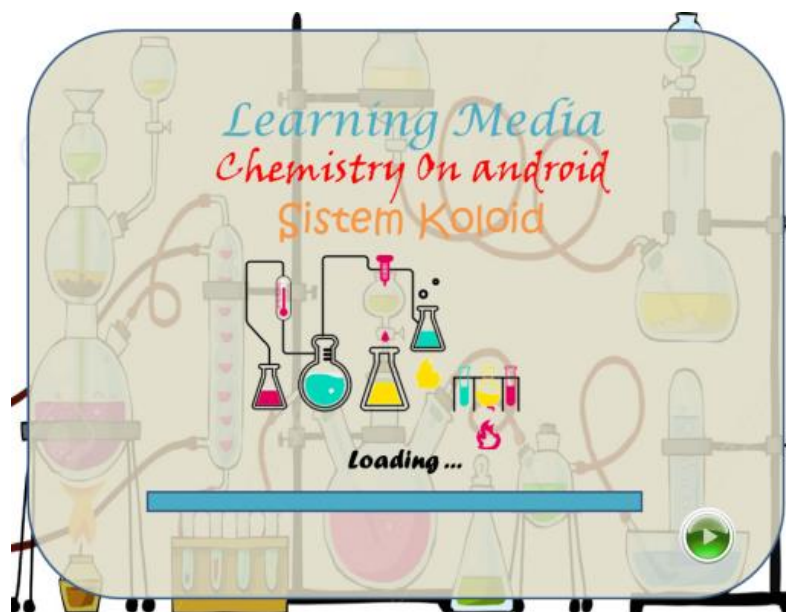 Learning Media
Chemistry On android
Sistem Koloid
Loading ...